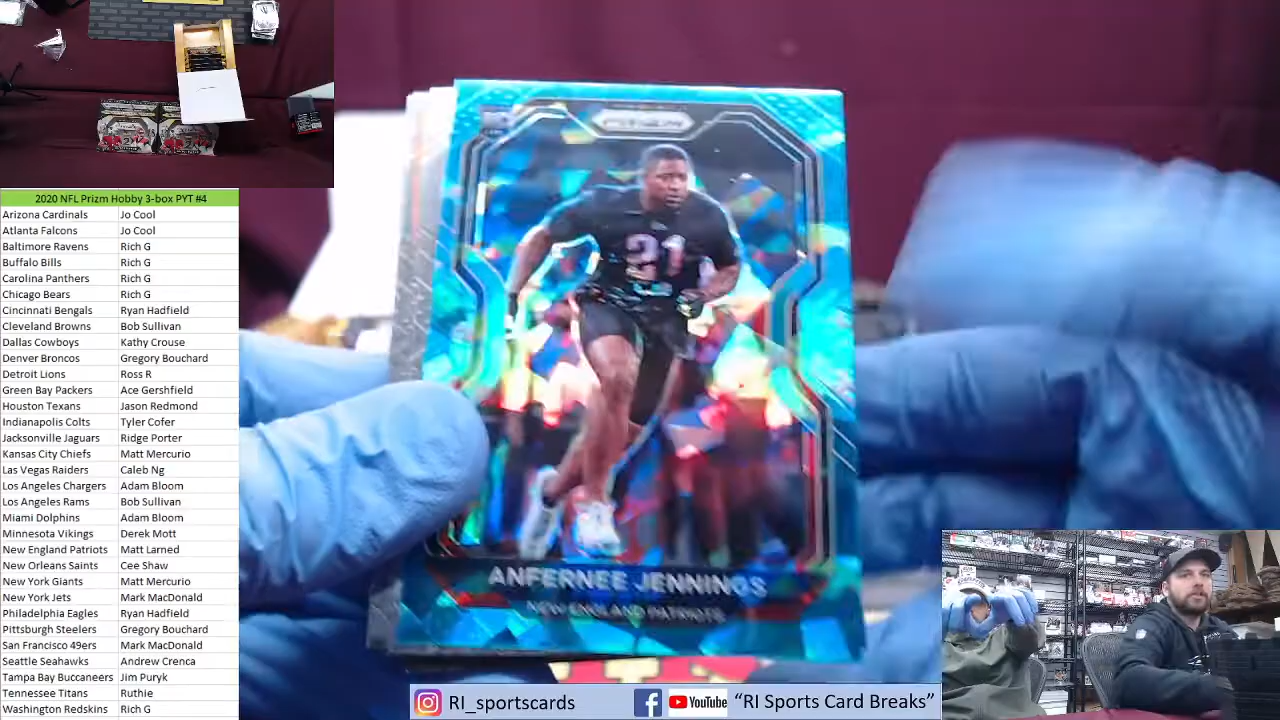 2020 NFL Prizm Hobby 3-box PYT #4
Arizona Cardinals Jo Cool
Atlanta Falcons Jo Cool
Baltimore Ravens Rich G
Buffalo Bills Rich G
Carolina Panthers Rich G
Chicago Bears Rich G
Cincinnati Bengals Ryan Hadfield
Cleveland Browns Bob Sullivan
Dallas Cowboys Kathy Crouse
Denver Broncos Gregory Bouchard
Detroit Lions Ross R
Green Bay Packers Ace Gershfield
Houston Texans Jason Redmond
Indianapolis Colts Tyler Cofer
Jacksonville Jaguars Ridge Porter
Kansas City Chiefs Matt Mercurio
Las Vegas Raiders Caleb Ng
Los Angeles Chargers Adam Bloom
Los Angeles Rams Bob Sullivan
Miami Dolphins Adam Bloom
Minnesota Vikings Derek Mott
New England Patriots Matt Larned
New Orleans Saints Cee Shaw
New York Giants Matt Mercurio
New York Jets Mark MacDonald
Philadelphia Eagles Ryan Hadfield
Pittsburgh Steelers Gregory Bouchard
San Francisco 49ers Mark MacDonald
Seattle Seahawks Andrew Crenca
Tampa Bay Buccaneers Jim Puryk
Tennessee Titans Ruthie
Washington Redskins Rich G
PRIZM
21
ANFERNEE JENNINGS
NEW ENGLAND PATRIOTS
RI_sportscards
YouTube "RI Sports Card Breaks"